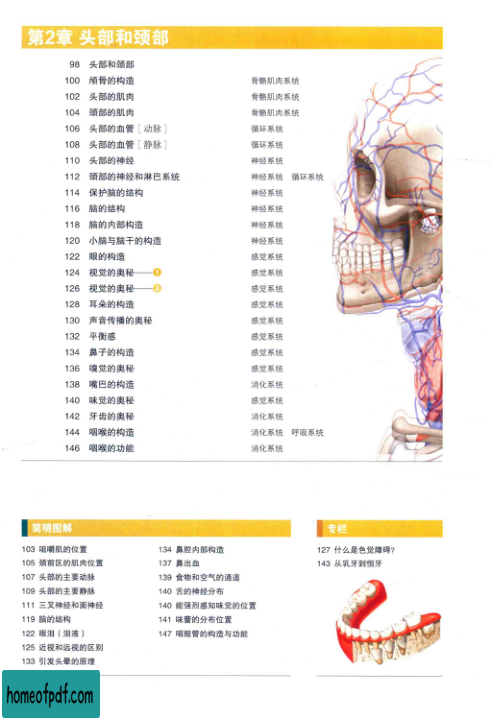 第2章 头部和颈部
98 头部和颈部
100 颅骨的构造 骨骼肌肉系统
102 头部的肌肉 骨骼肌肉系统
104 颈部的肌肉 骨骼肌肉系统
106 头部的血管［动脉］ 循环系统
108 头部的血管［静脉］ 循环系统
110 头部的神经 神经系统
112 颈部的神经和淋巴系统 神经系统 循环系统
114 保护脑的结构 神经系统
116 脑的结构 神经系统
118 脑的内部构造 神经系统
120 小脑与脑干的构造 神经系统
122 眼的构造 感觉系统
124 视觉的奥秘——1 感觉系统
126 视觉的奥秘——2 感觉系统
128 耳朵的构造 感觉系统
130 声音传播的奥秘 感觉系统
132 平衡感 感觉系统
134 鼻子的构造 感觉系统
136 嗅觉的奥秘 感觉系统
138 嘴巴的构造 消化系统
140 味觉的奥秘 感觉系统
142 牙齿的奥秘 消化系统
144 咽喉的构造 消化系统 呼吸系统
146 咽喉的功能 消化系统
简明图解
103 咀嚼肌的位置
105 颈前区的肌肉位置
107 头部的主要动脉
109 头部的主要静脉
111 三叉神经和面神经
119 脑的结构
122 眼泪（泪液）
125 近视和远视的区别
133 引发头晕的原理
134 鼻腔内部构造
137 鼻出血
139 食物和空气的通道
140 舌的神经分布
140 能强烈感知味觉的位置
141 味蕾的分布位置
147 咽鼓管的构造与功能
专栏
127 什么是色觉障碍？
143 从乳牙到恒牙
homeofpdf.com